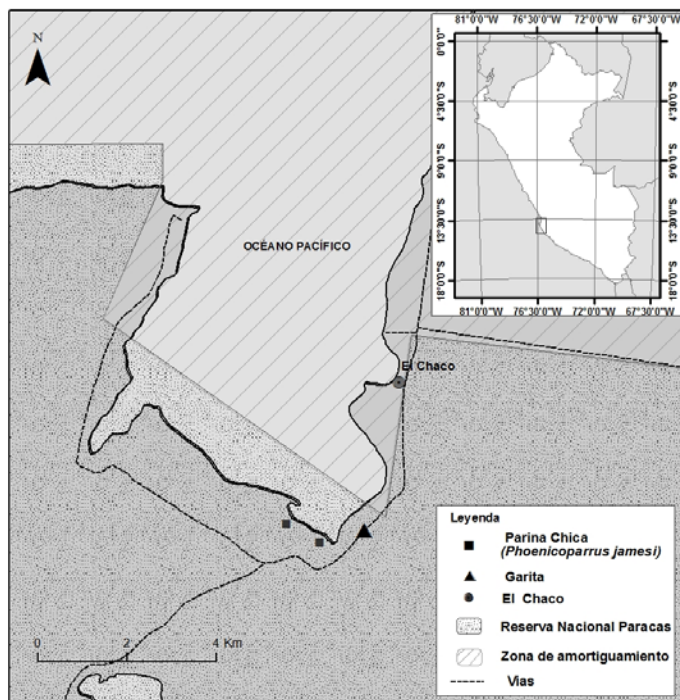 81°0'0"W 76°30'0"W 72°0'0"W 67°30'0"W
0°0'0"
4°30'0"S
9°0'0"S
13°30'0"S
18°0'0"S
0°0'0"
4°30'0"S
9°0'0"S
13°30'0"S
18°0'0"S
81°0'0"W 76°30'0"W 72°0'0"W 67°30'0"W
N
OCÉANO PACÍFICO
El Chaco
Leyenda
Parina Chica
(Phoenicoparrus jamesi)
Garita
El Chaco
Reserva Nacional Paracas
Zona de amortiguamiento
Vias
0 2 4 Km